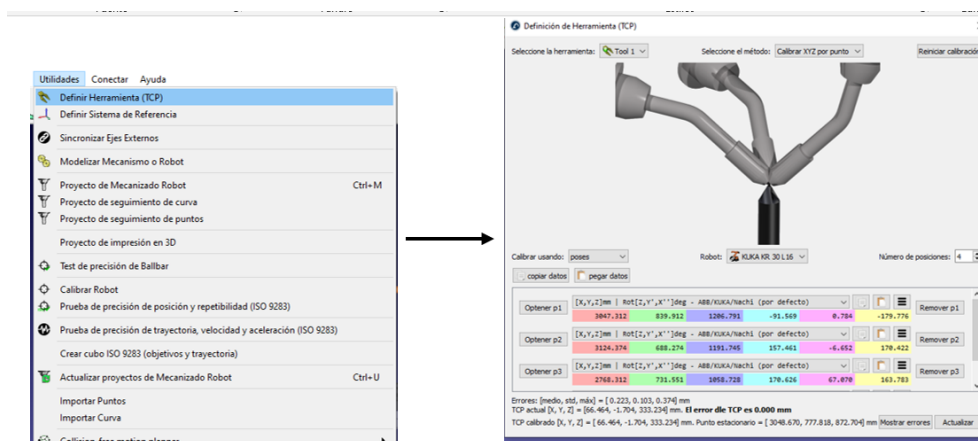 Utilidades Conectar Ayuda
Definir Herramienta (TCP)
Definir Sistema de Referencia
Sincronizar Ejes Externos
Modelizar Mecanismo o Robot
Proyecto de Mecanizado Robot Ctrl+M
Proyecto de seguimiento de curva
Proyecto de seguimiento de puntos
Proyecto de impresión en 3D
Test de precisión de Ballbar
Calibrar Robot
Prueba de precisión de posición y repetibilidad (ISO 9283)
Prueba de precisión de trayectoria, velocidad y aceleración (ISO 9283)
Crear cubo ISO 9283 (objetivos y trayectoria)
Actualizar proyectos de Mecanizado Robot Ctrl+U
Importar Puntos
Importar Curva
Collision-free motion planner
Definición de Herramienta (TCP)
Seleccione la herramienta: Tool 1 Seleccione el método: Calibrar XYZ por punto Reiniciar calibración
Calibrar usando: poses Robot: KUKA KR 30 L16 Número de posiciones: 4
copiar datos pegar datos
Optener p1 [X,Y,Z]mm | Rot[Z,Y',X'']deg - ABB/KUKA/Nachi (por defecto) Remover p1
3047.312 839.912 1206.791 -91.569 0.784 -179.776
Optener p2 [X,Y,Z]mm | Rot[Z,Y',X'']deg - ABB/KUKA/Nachi (por defecto) Remover p2
3124.374 688.274 1191.745 157.461 -6.652 170.422
Optener p3 [X,Y,Z]mm | Rot[Z,Y',X'']deg - ABB/KUKA/Nachi (por defecto) Remover p3
2768.312 731.551 1058.728 170.626 67.070 163.783
Errores: [medio, std, máx] = [ 0.223, 0.103, 0.374] mm
TCP actual [X, Y, Z] = [66.464, -1.704, 333.234] mm. El error dle TCP es 0.000 mm
TCP calibrado [X, Y, Z] = [ 66.464, -1.704, 333.234] mm. Punto estacionario = [ 3048.670, 777.818, 872.704] mm Mostrar errores Actualizar